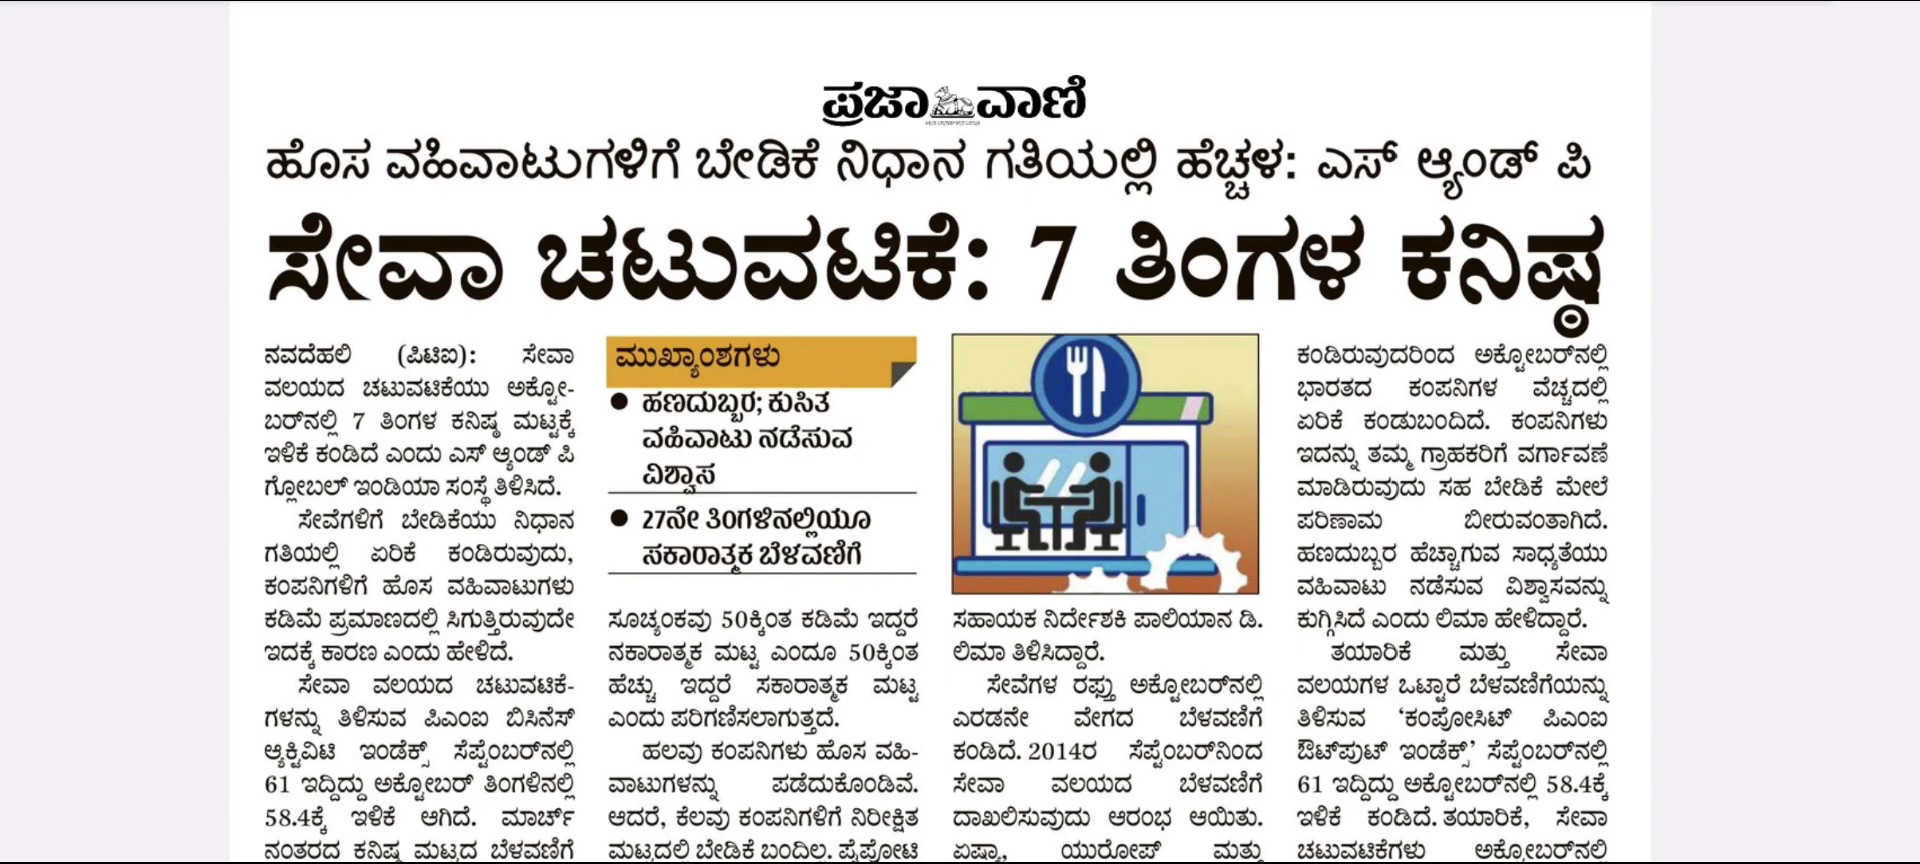 ಪ್ರಜಾವಾಣಿ
ಹೊಸ ವಹಿವಾಟುಗಳಿಗೆ ಬೇಡಿಕೆ ನಿಧಾನ ಗತಿಯಲ್ಲಿ ಹೆಚ್ಚಳ: ಎಸ್ ಆ್ಯಂಡ್ ಪಿ
ಸೇವಾ ಚಟುವಟಿಕೆ: 7 ತಿಂಗಳ ಕನಿಷ್ಠ
ನವದೆಹಲಿ (ಪಿಟಿಐ): ಸೇವಾ
ವಲಯದ ಚಟುವಟಿಕೆಯು ಅಕ್ಟೋ-
ಬರ್‌ನಲ್ಲಿ 7 ತಿಂಗಳ ಕನಿಷ್ಠ ಮಟ್ಟಕ್ಕೆ
ಇಳಿಕೆ ಕಂಡಿದೆ ಎಂದು ಎಸ್ ಆ್ಯಂಡ್ ಪಿ
ಗ್ಲೋಬಲ್ ಇಂಡಿಯಾ ಸಂಸ್ಥೆ ತಿಳಿಸಿದೆ.
ಸೇವೆಗಳಿಗೆ ಬೇಡಿಕೆಯು ನಿಧಾನ
ಗತಿಯಲ್ಲಿ ಏರಿಕೆ ಕಂಡಿರುವುದು,
ಕಂಪನಿಗಳಿಗೆ ಹೊಸ ವಹಿವಾಟುಗಳು
ಕಡಿಮೆ ಪ್ರಮಾಣದಲ್ಲಿ ಸಿಗುತ್ತಿರುವುದೇ
ಇದಕ್ಕೆ ಕಾರಣ ಎಂದು ಹೇಳಿದೆ.
ಸೇವಾ ವಲಯದ ಚಟುವಟಿಕೆ-
ಗಳನ್ನು ತಿಳಿಸುವ ಪಿಎಂಐ ಬಿಸಿನೆಸ್
ಆ್ಯಕ್ಟಿವಿಟಿ ಇಂಡೆಕ್ಸ್ ಸೆಪ್ಟೆಂಬರ್‌ನಲ್ಲಿ
61 ಇದ್ದಿದ್ದು ಅಕ್ಟೋಬರ್ ತಿಂಗಳಿನಲ್ಲಿ
58.4ಕ್ಕೆ ಇಳಿಕೆ ಆಗಿದೆ. ಮಾರ್ಚ್
ನಂತರದ ಕನಿಷ್ಠ ಮಟ್ಟದ ಬೆಳವಣಿಗೆ
ಮುಖ್ಯಾಂಶಗಳು
● ಹಣದುಬ್ಬರ; ಕುಸಿತ
ವಹಿವಾಟು ನಡೆಸುವ
ವಿಶ್ವಾಸ
● 27ನೇ ತಿಂಗಳಿನಲ್ಲಿಯೂ
ಸಕಾರಾತ್ಮಕ ಬೆಳವಣಿಗೆ
ಸೂಚ್ಯಂಕವು 50ಕ್ಕಿಂತ ಕಡಿಮೆ ಇದ್ದರೆ
ನಕಾರಾತ್ಮಕ ಮಟ್ಟ ಎಂದೂ 50ಕ್ಕಿಂತ
ಹೆಚ್ಚು ಇದ್ದರೆ ಸಕಾರಾತ್ಮಕ ಮಟ್ಟ
ಎಂದು ಪರಿಗಣಿಸಲಾಗುತ್ತದೆ.
ಹಲವು ಕಂಪನಿಗಳು ಹೊಸ ವಹಿ-
ವಾಟುಗಳನ್ನು ಪಡೆದುಕೊಂಡಿವೆ.
ಆದರೆ, ಕೆಲವು ಕಂಪನಿಗಳಿಗೆ ನಿರೀಕ್ಷಿತ
ಮಟ್ಟದಲ್ಲಿ ಬೇಡಿಕೆ ಬಂದಿಲ್ಲ. ಪೈಪೋಟಿ
ಸಹಾಯಕ ನಿರ್ದೇಶಕಿ ಪಾಲಿಯಾನ ಡಿ.
ಲಿಮಾ ತಿಳಿಸಿದ್ದಾರೆ.
ಸೇವೆಗಳ ರಫ್ತು ಅಕ್ಟೋಬರ್‌ನಲ್ಲಿ
ಎರಡನೇ ವೇಗದ ಬೆಳವಣಿಗೆ
ಕಂಡಿದೆ. 2014ರ ಸೆಪ್ಟೆಂಬರ್‌ನಿಂದ
ಸೇವಾ ವಲಯದ ಬೆಳವಣಿಗೆ
ದಾಖಲಿಸುವುದು ಆರಂಭ ಆಯಿತು.
ಏಷ್ಯಾ, ಯುರೋಪ್ ಮತ್ತು
ಕಂಡಿರುವುದರಿಂದ ಅಕ್ಟೋಬರ್‌ನಲ್ಲಿ
ಭಾರತದ ಕಂಪನಿಗಳ ವೆಚ್ಚದಲ್ಲಿ
ಏರಿಕೆ ಕಂಡುಬಂದಿದೆ. ಕಂಪನಿಗಳು
ಇದನ್ನು ತಮ್ಮ ಗ್ರಾಹಕರಿಗೆ ವರ್ಗಾವಣೆ
ಮಾಡಿರುವುದು ಸಹ ಬೇಡಿಕೆ ಮೇಲೆ
ಪರಿಣಾಮ ಬೀರುವಂತಾಗಿದೆ.
ಹಣದುಬ್ಬರ ಹೆಚ್ಚಾಗುವ ಸಾಧ್ಯತೆಯು
ವಹಿವಾಟು ನಡೆಸುವ ವಿಶ್ವಾಸವನ್ನು
ಕುಗ್ಗಿಸಿದೆ ಎಂದು ಲಿಮಾ ಹೇಳಿದ್ದಾರೆ.
ತಯಾರಿಕೆ ಮತ್ತು ಸೇವಾ
ವಲಯಗಳ ಒಟ್ಟಾರೆ ಬೆಳವಣಿಗೆಯನ್ನು
ತಿಳಿಸುವ ‘ಕಂಪ್ರೋಸಿಟ್ ಪಿಎಂಐ
ಔಟ್‌ಪುಟ್ ಇಂಡೆಕ್ಸ್’ ಸೆಪ್ಟೆಂಬರ್‌ನಲ್ಲಿ
61 ಇದ್ದಿದ್ದು ಅಕ್ಟೋಬರ್‌ನಲ್ಲಿ 58.4ಕ್ಕೆ
ಇಳಿಕೆ ಕಂಡಿದೆ. ತಯಾರಿಕೆ, ಸೇವಾ
ಚಟುವಟಿಕೆಗಳು ಅಕ್ಟೋಬರ್‌ನಲ್ಲಿ